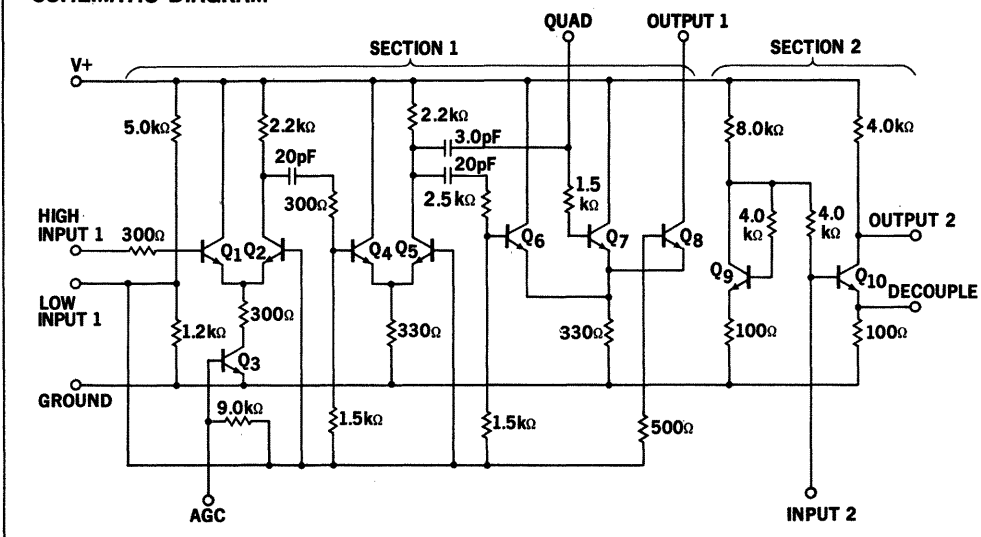 SCHEMATIC DIAGRAM
QUAD
OUTPUT 1
SECTION 1
SECTION 2
V+
5.0kΩ
2.2kΩ
2.2kΩ
8.0kΩ
4.0kΩ
3.0pF
20pF
20pF
300Ω
2.5kΩ
1.5
kΩ
4.0
kΩ
4.0
kΩ
HIGH
INPUT 1
300Ω
Q1
Q2
Q4
Q5
Q6
Q7
Q8
OUTPUT 2
Q9
Q10
DECOUPLE
LOW
INPUT 1
300Ω
1.2kΩ
330Ω
330Ω
100Ω
100Ω
Q3
GROUND
9.0kΩ
1.5kΩ
1.5kΩ
500Ω
AGC
INPUT 2